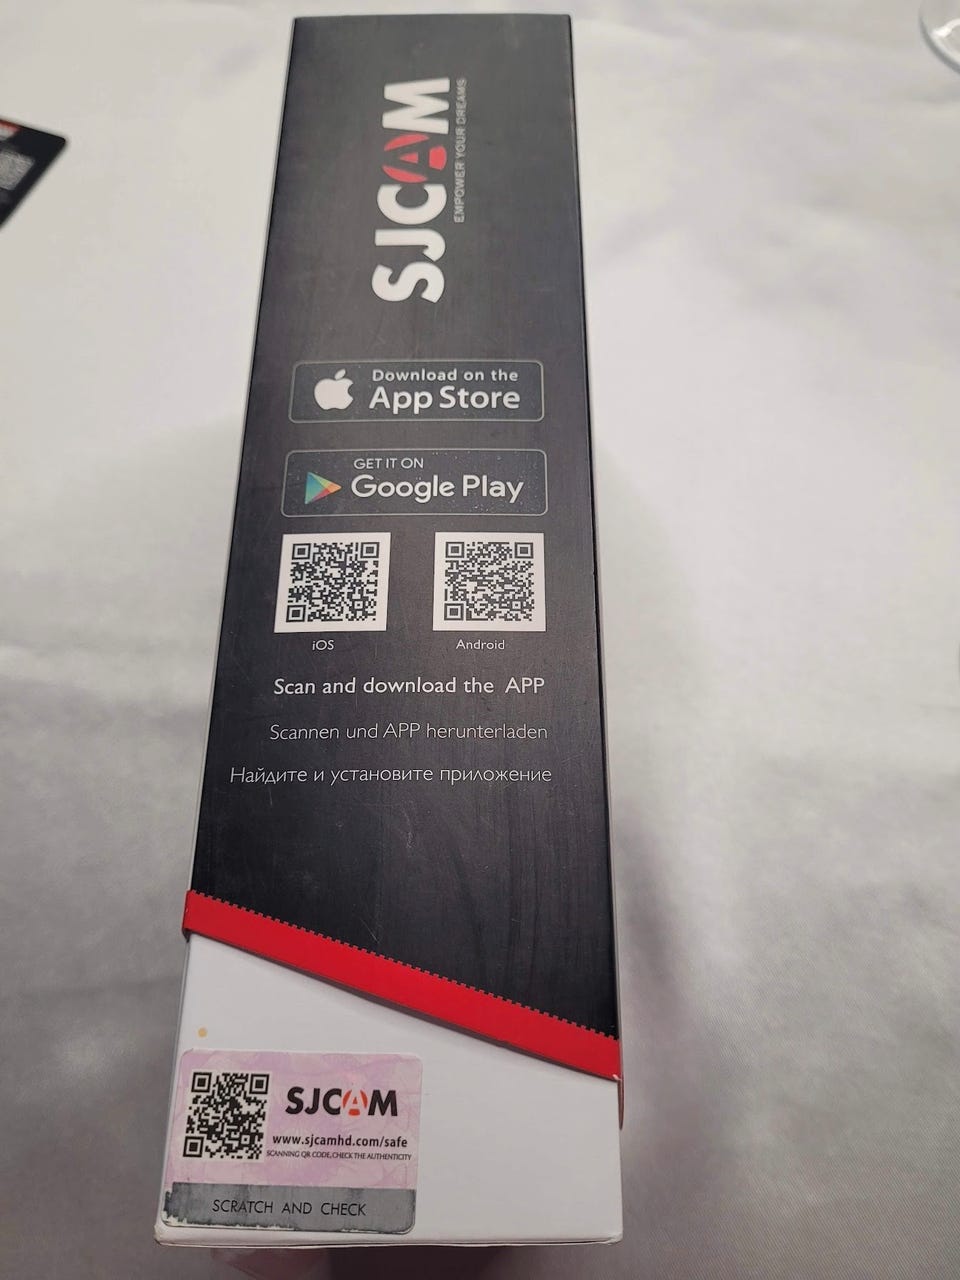 SJCAM
EMPOWER YOUR DREAMS
Download on the
App Store
GET IT ON
Google Play
iOS
Android
Scan and download the APP
Scannen und APP herunterladen
Найдите и установите приложение
SJCAM
www.sjcamhd.com/safe
SCANNING QR CODE,CHECK THE AUTHENTICITY
SCRATCH AND CHECK